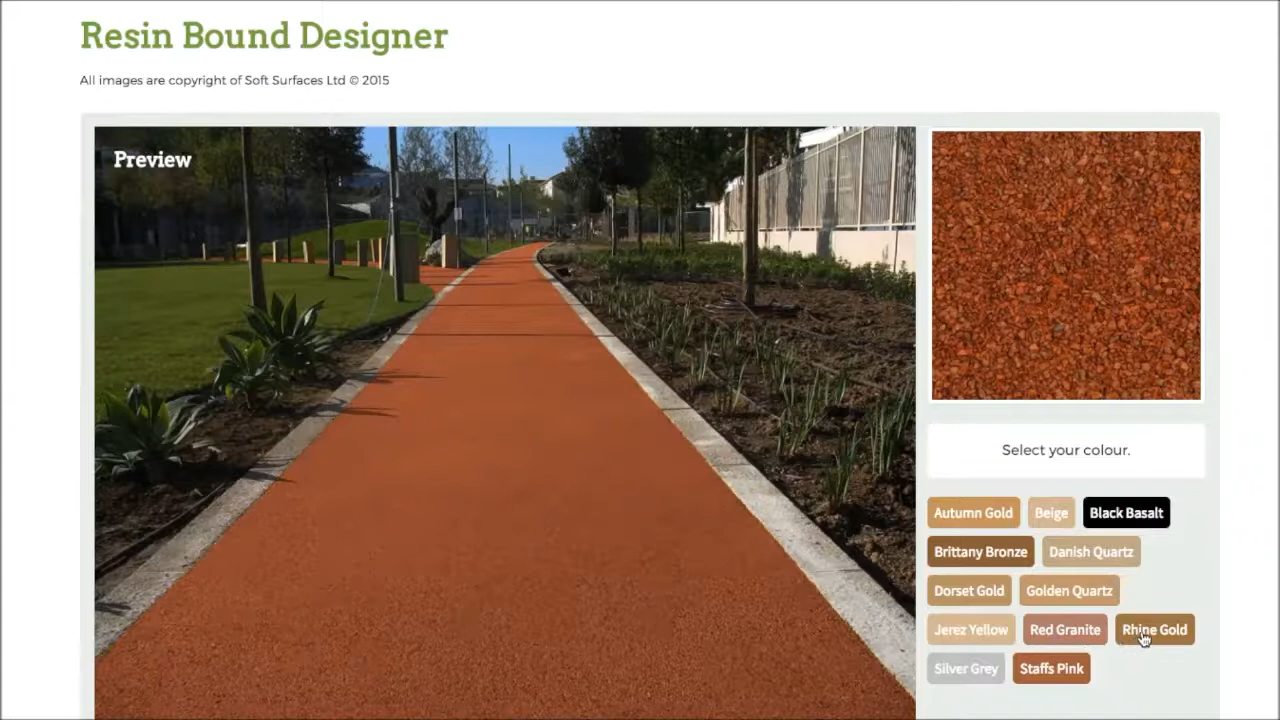 Resin Bound Designer
All images are copyright of Soft Surfaces Ltd © 2015
Preview
Select your colour.
Autumn Gold Beige Black Basalt
Brittany Bronze Danish Quartz
Dorset Gold Golden Quartz
Jerez Yellow Red Granite Rhine Gold
Silver Grey Staffs Pink